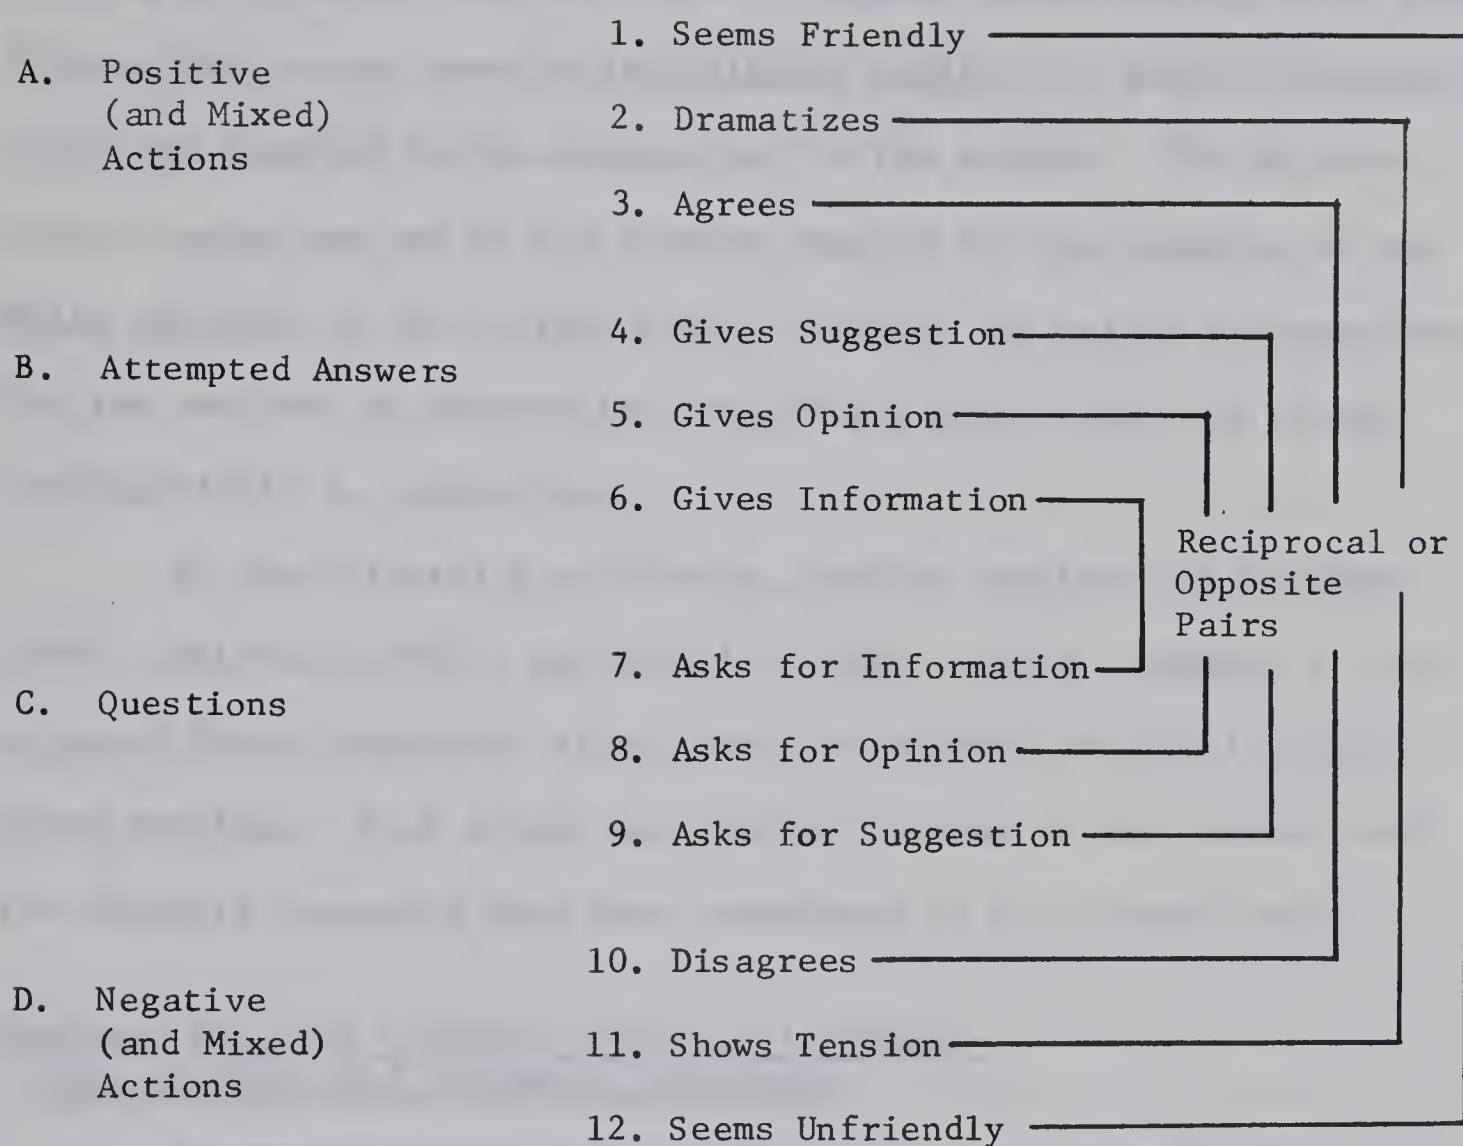 1. Seems Friendly
A. Positive
(and Mixed)
Actions
2. Dramatizes
3. Agrees
4. Gives Suggestion
B. Attempted Answers
5. Gives Opinion
6. Gives Information
Reciprocal or
Opposite
Pairs
7. Asks for Information
C. Questions
8. Asks for Opinion
9. Asks for Suggestion
10. Disagrees
D. Negative
(and Mixed)
Actions
11. Shows Tension
12. Seems Unfriendly